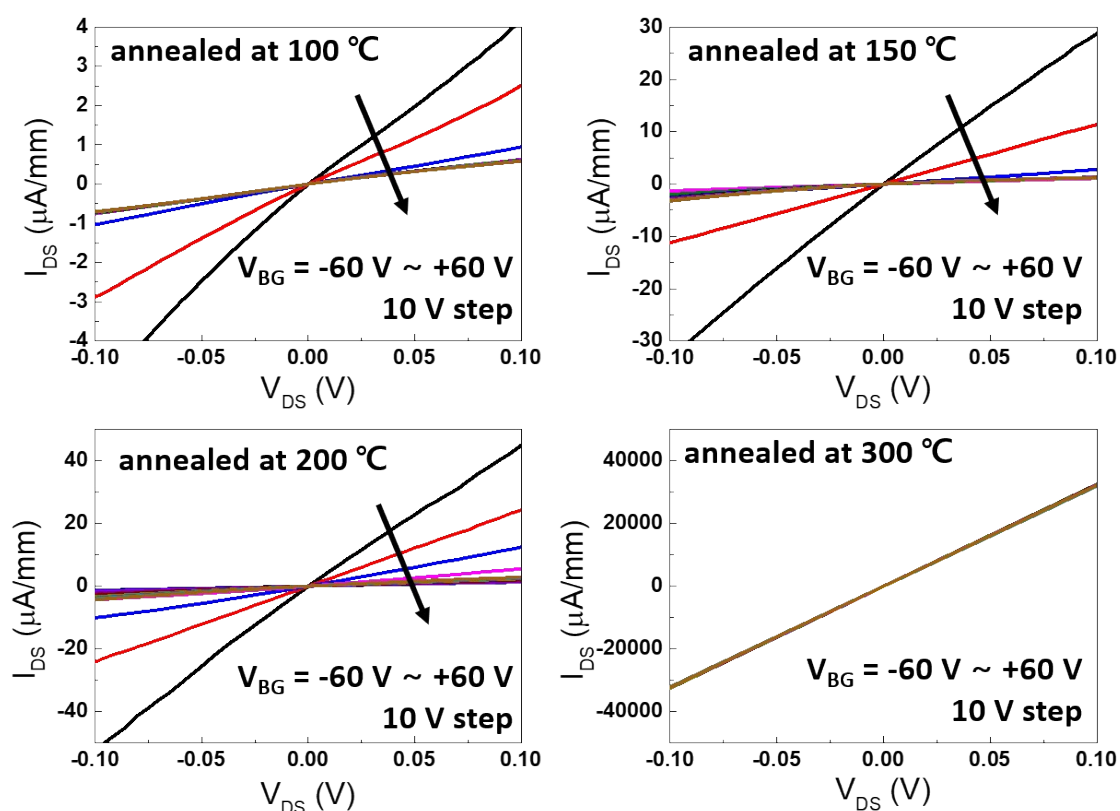 annealed at 100 ℃
4
3
2
1
0
-1
-2
-3
-4
I_DS (μA/mm)
V_BG = -60 V ~ +60 V
10 V step
-0.10 -0.05 0.00 0.05 0.10
V_DS (V)
annealed at 150 ℃
30
20
10
0
-10
-20
-30
I_DS (μA/mm)
V_BG = -60 V ~ +60 V
10 V step
-0.10 -0.05 0.00 0.05 0.10
V_DS (V)
annealed at 200 ℃
40
20
0
-20
-40
I_DS (μA/mm)
V_BG = -60 V ~ +60 V
10 V step
-0.10 -0.05 0.00 0.05 0.10
V_DS (V)
annealed at 300 ℃
40000
20000
0
-20000
-40000
I_DS (μA/mm)
V_BG = -60 V ~ +60 V
10 V step
-0.10 -0.05 0.00 0.05 0.10
V_DS (V)